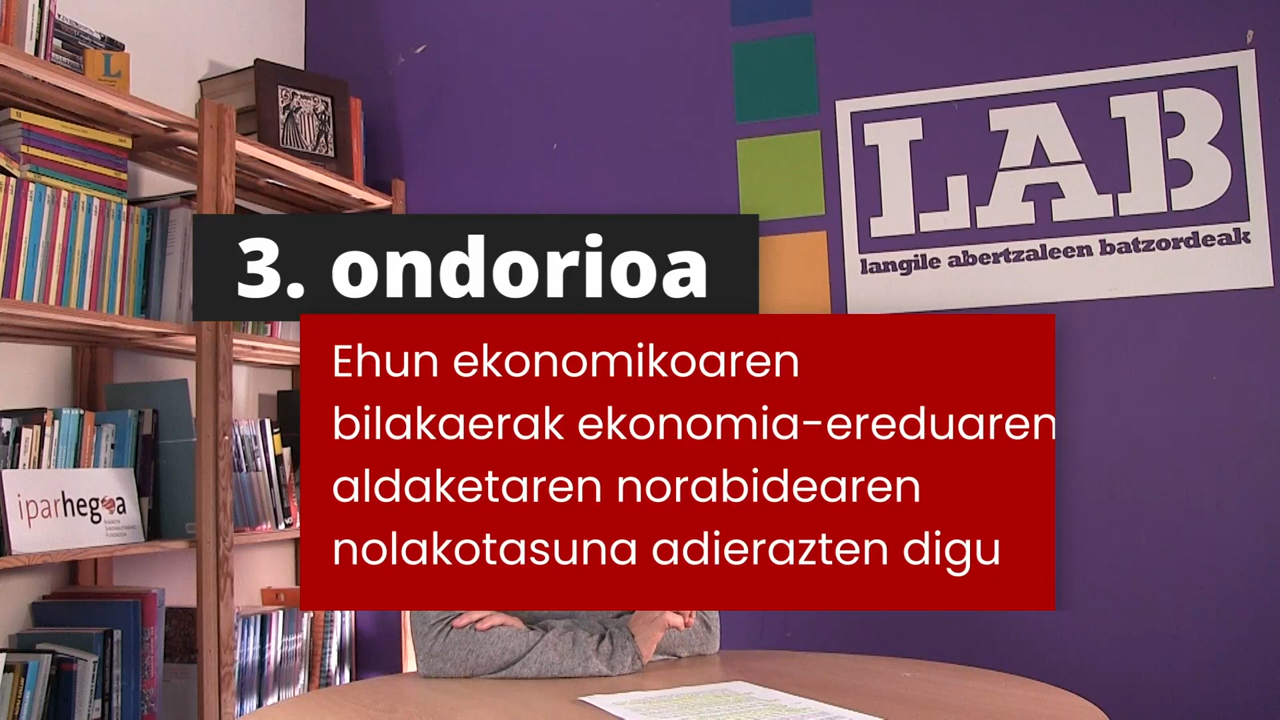 LAB
langile abertzaleen batzordeak
3. ondorioa
Ehun ekonomikoaren
bilakaerak ekonomia-ereduaren
aldaketaren norabidearen
nolakotasuna adierazten digu
iparhegoa
L